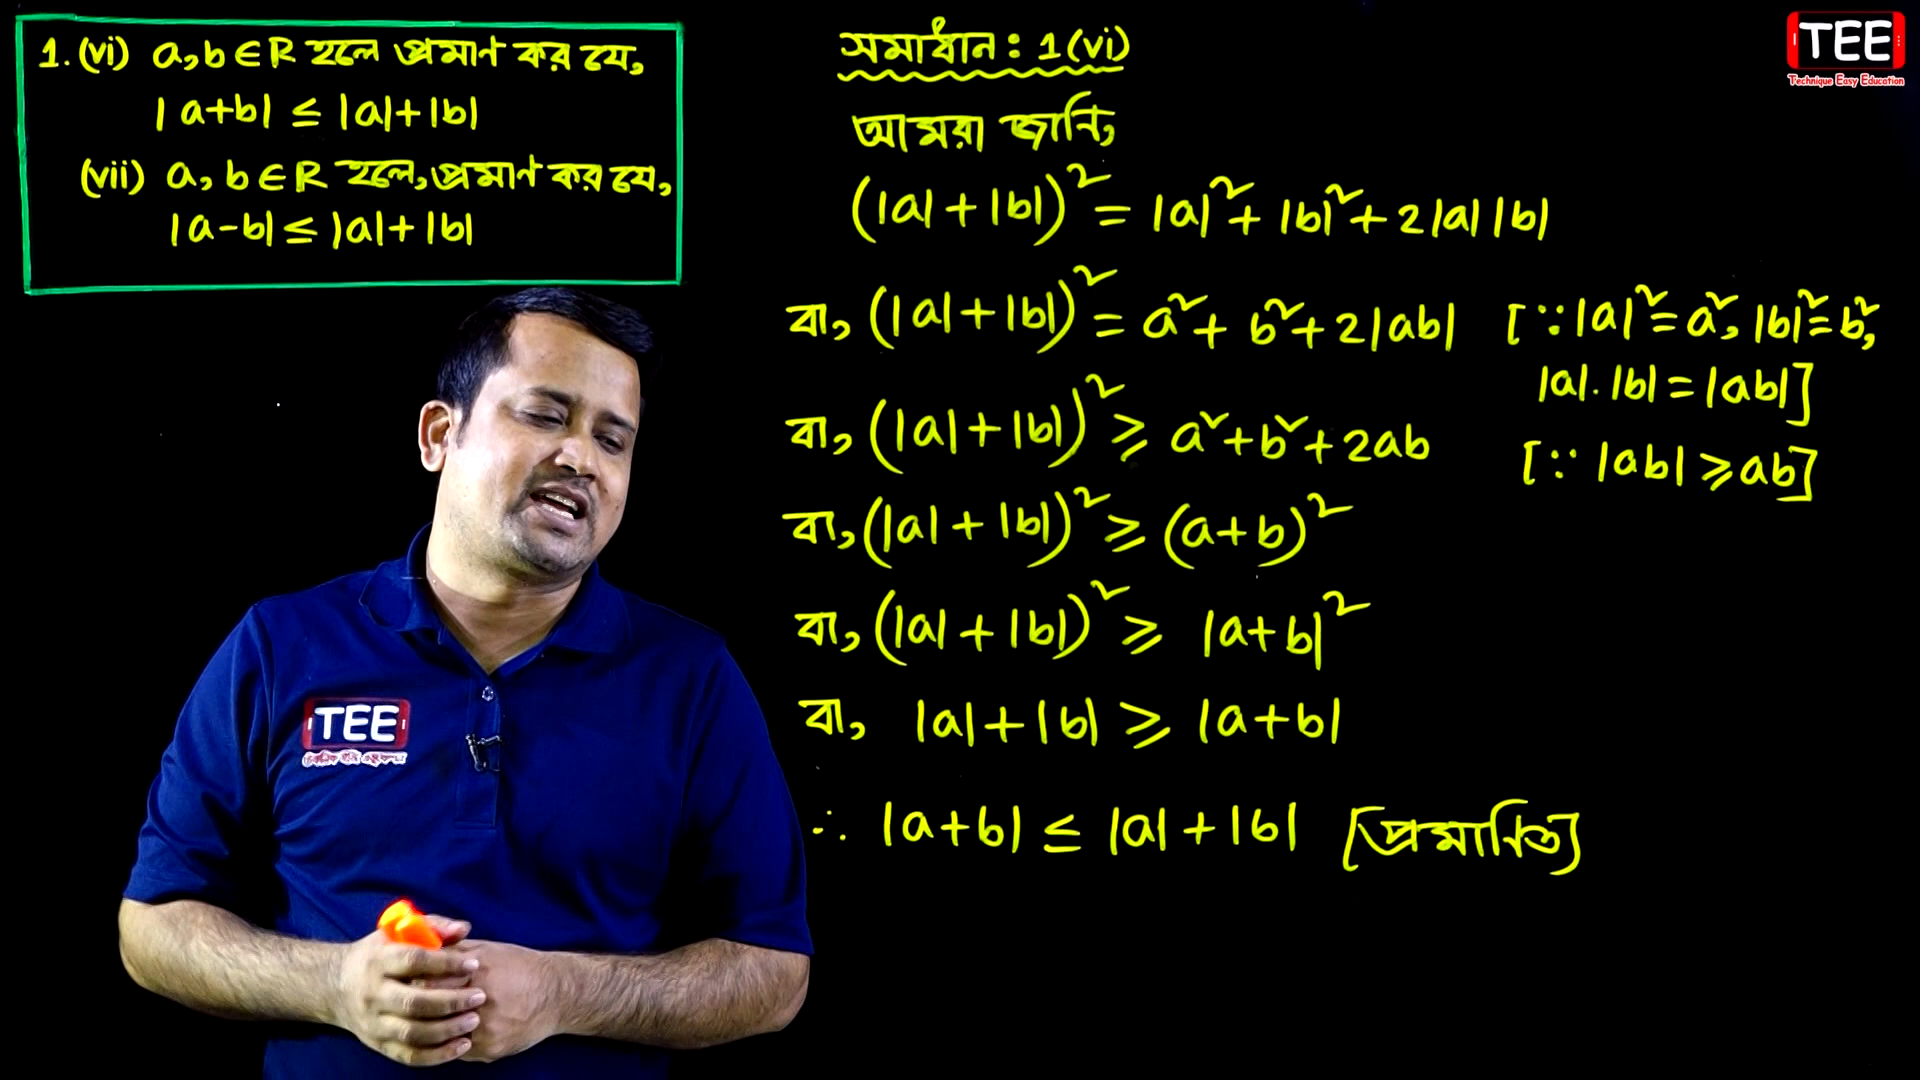 1. (vi) a, b ∈ R হলে প্রমাণ কর যে,
|a+b| ≤ |a|+|b|
(vii) a, b ∈ R হলে, প্রমাণ কর যে,
|a-b| ≤ |a|+|b|
সমাধান : 1(vi)
আমরা জানি,
(|a|+|b|)² = |a|²+|b|²+2|a||b|
বা, (|a|+|b|)² = a²+b²+2|ab| [∵ |a|²=a², |b|²=b²,
|a|.|b| = |ab|]
বা, (|a|+|b|)² ≥ a²+b²+2ab [∵ |ab| ≥ ab]
বা, (|a|+|b|)² ≥ (a+b)²
বা, (|a|+|b|)² ≥ |a+b|²
বা, |a|+|b| ≥ |a+b|
∴ |a+b| ≤ |a|+|b| [প্রমাণিত]
TEE
Technique Easy Education
TEE